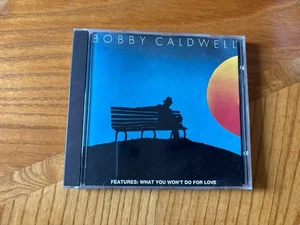 BOBBY CALDWELL
FEATURES: WHAT YOU WON'T DO FOR LOVE